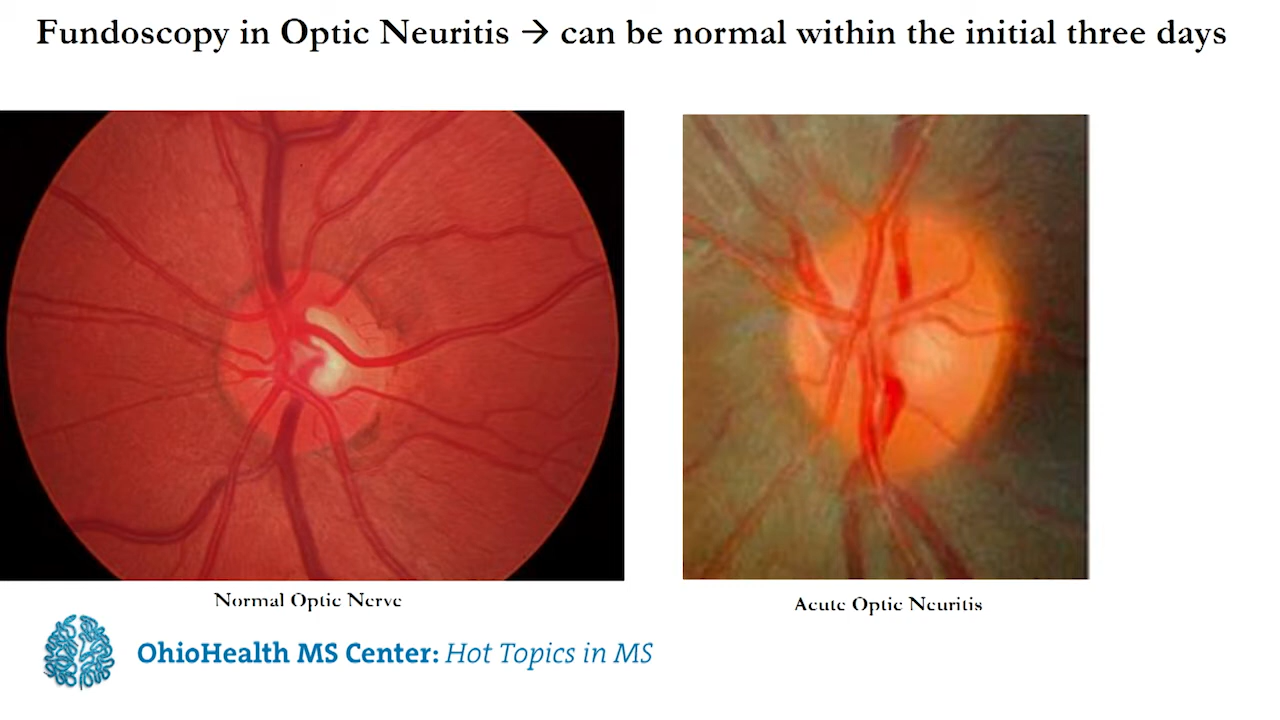 Fundoscopy in Optic Neuritis → can be normal within the initial three days
Normal Optic Nerve
Acute Optic Neuritis
OhioHealth MS Center: Hot Topics in MS